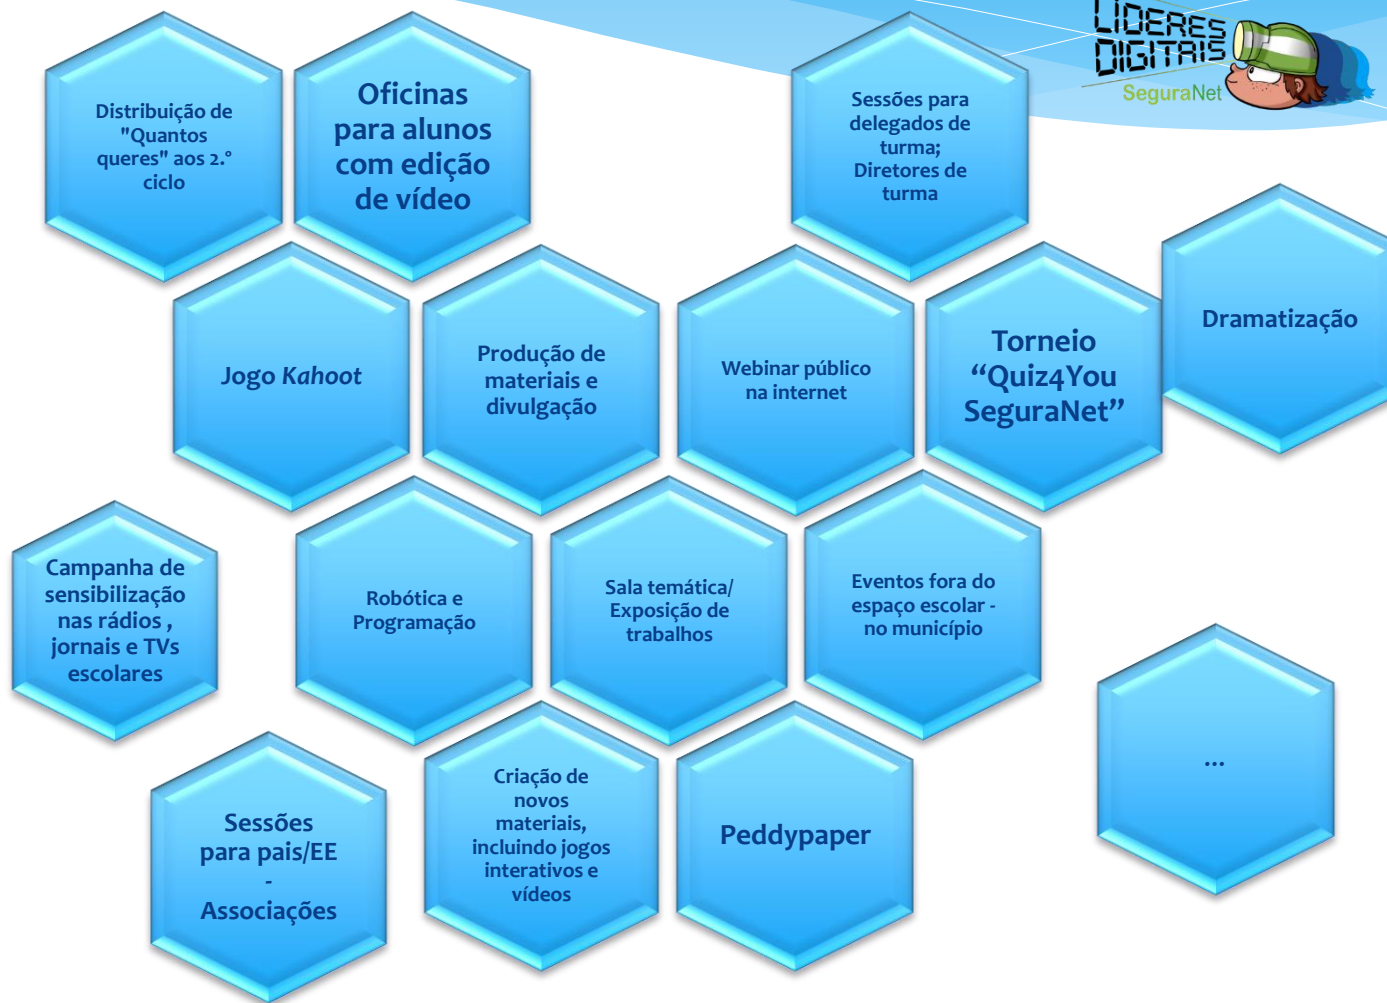 LÍDERES
DIGITAIS
SeguraNet
Distribuição de
"Quantos
queres" aos 2.º
ciclo
Oficinas
para alunos
com edição
de vídeo
Sessões para
delegados de
turma;
Diretores de
turma
Jogo Kahoot
Produção de
materiais e
divulgação
Webinar público
na internet
Torneio
“Quiz4You
SeguraNet”
Dramatização
Campanha de
sensibilização
nas rádios ,
jornais e TVs
escolares
Robótica e
Programação
Sala temática/
Exposição de
trabalhos
Eventos fora do
espaço escolar -
no município
Sessões
para pais/EE
-
Associações
Criação de
novos
materiais,
incluindo jogos
interativos e
vídeos
Peddypaper
...